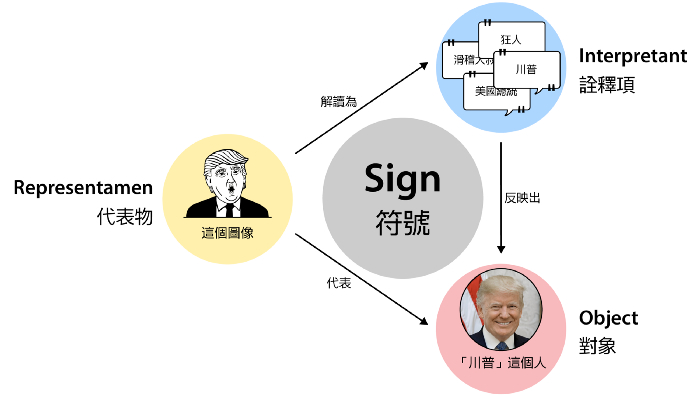 狂人
滑稽大
川普
美國總統
Interpretant
詮釋項
解讀為
Sign
符號
Representamen
代表物
這個圖像
反映出
代表
Object
對象
「川普」這個人